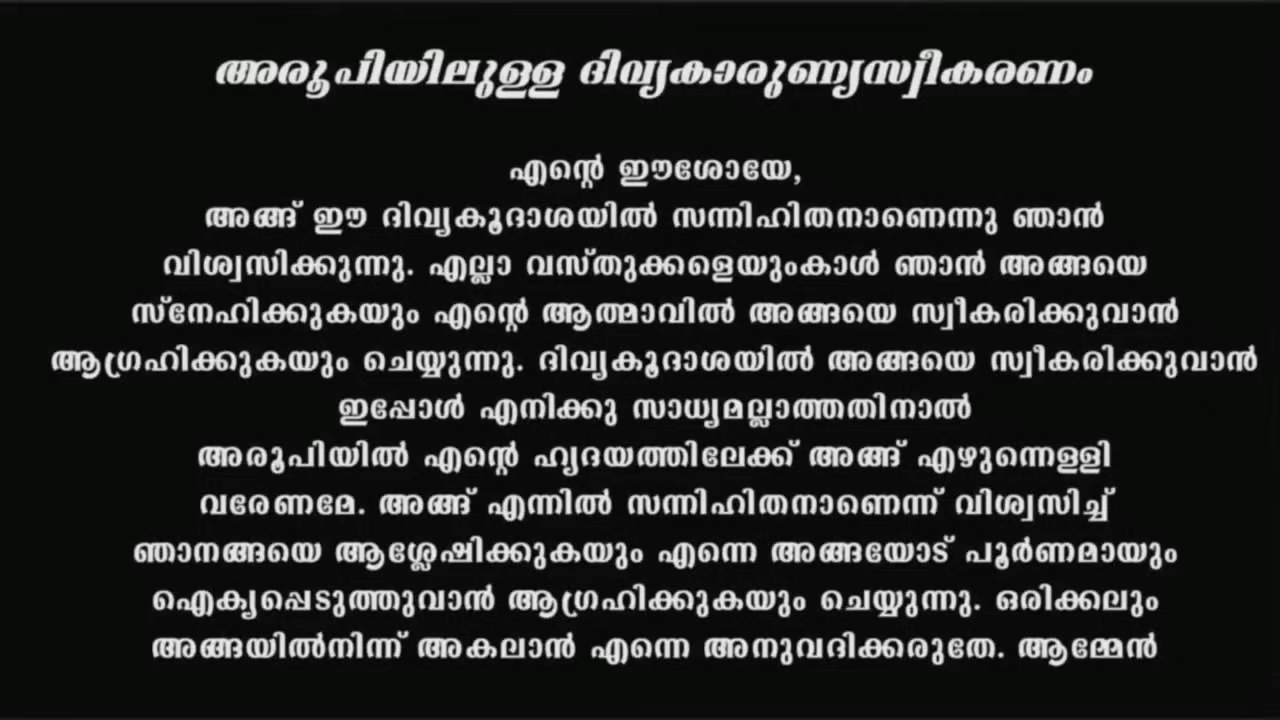 അരൂപിയിലുള്ള ദിവ്യകാരുണ്യസ്വീകരണം
എന്റെ ഈശോയേ,
അങ്ങ് ഈ ദിവ്യകൂദാശയിൽ സന്നിഹിതനാണെന്നു ഞാൻ
വിശ്വസിക്കുന്നു. എല്ലാ വസ്തുക്കളെയുംകാൾ ഞാൻ അങ്ങയെ
സ്നേഹിക്കുകയും എന്റെ ആത്മാവിൽ അങ്ങയെ സ്വീകരിക്കുവാൻ
ആഗ്രഹിക്കുകയും ചെയ്യുന്നു. ദിവ്യകൂദാശയിൽ അങ്ങയെ സ്വീകരിക്കുവാൻ
ഇപ്പോൾ എനിക്കു സാധ്യമല്ലാത്തതിനാൽ
അരൂപിയിൽ എന്റെ ഹൃദയത്തിലേക്ക് അങ്ങ് എഴുന്നെള്ളി
വരേണമേ. അങ്ങ് എന്നിൽ സന്നിഹിതനാണെന്ന് വിശ്വസിച്ച്
ഞാനങ്ങയെ ആശ്ലേഷിക്കുകയും എന്നെ അങ്ങയോട് പൂർണമായും
ഐക്യപ്പെടുത്തുവാൻ ആഗ്രഹിക്കുകയും ചെയ്യുന്നു. ഒരിക്കലും
അങ്ങയിൽനിന്ന് അകലാൻ എന്നെ അനുവദിക്കരുതേ. ആമ്മേൻ